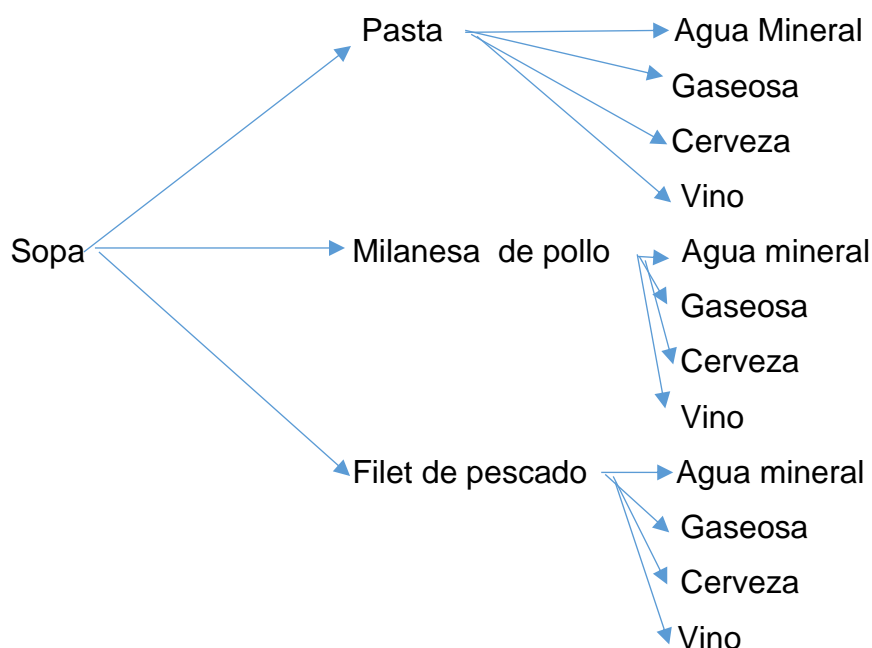 Pasta Agua Mineral
Gaseosa
Cerveza
Vino
Sopa Milanesa de pollo Agua mineral
Gaseosa
Cerveza
Vino
Filet de pescado Agua mineral
Gaseosa
Cerveza
Vino